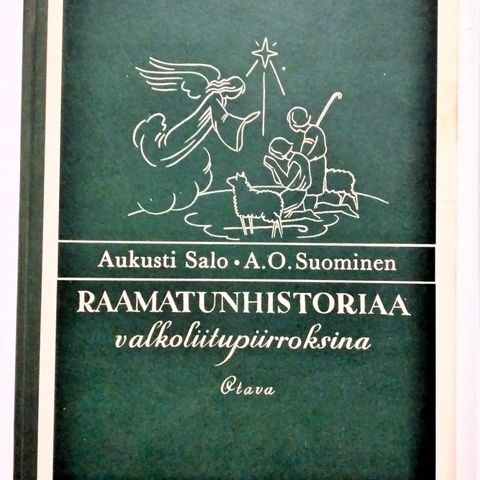 Aukusti Salo • A.O. Suominen
RAAMATUNHISTORIAA
valkoliitupiirroksina
Otava